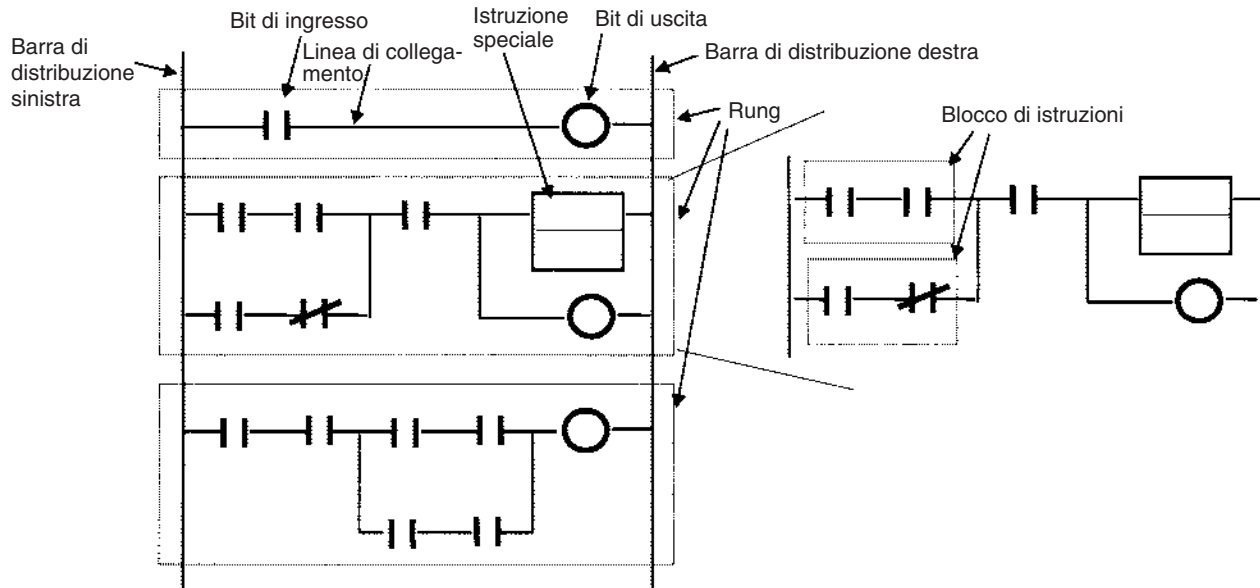 Barra di
distribuzione
sinistra
Bit di ingresso
Linea di collega-
mento
Istruzione
speciale
Bit di uscita
Barra di distribuzione destra
Rung
Blocco di istruzioni